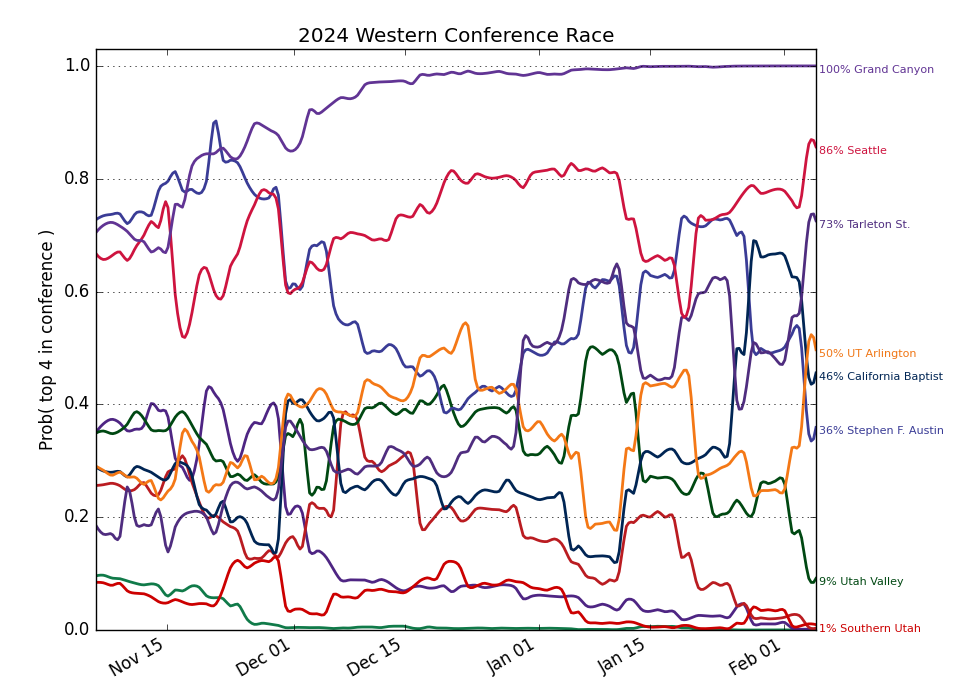 2024 Western Conference Race
Prob( top 4 in conference )
1.0
0.8
0.6
0.4
0.2
0.0
Nov 15
Dec 01
Dec 15
Jan 01
Jan 15
Feb 01
100% Grand Canyon
86% Seattle
73% Tarleton St.
50% UT Arlington
46% California Baptist
36% Stephen F. Austin
9% Utah Valley
1% Southern Utah